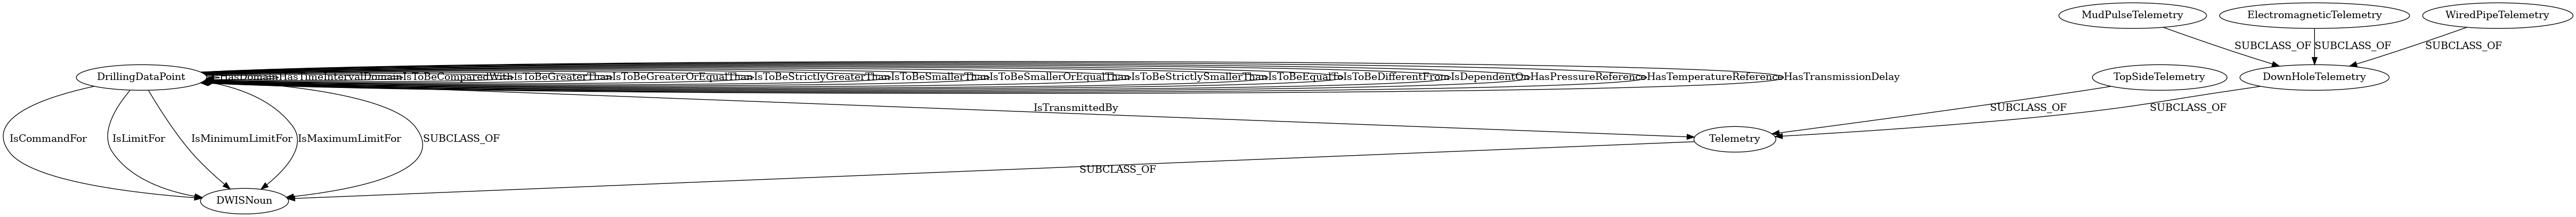 MudPulseTelemetry
ElectromagneticTelemetry
WiredPipeTelemetry
SUBCLASS_OF
SUBCLASS_OF
SUBCLASS_OF
DrillingDataPoint
HasDomain
HasTimeIntervalDomain
IsToBeComparedWith
IsToBeGreaterThan
IsToBeGreaterOrEqualThan
IsToBeStrictlyGreaterThan
IsToBeSmallerThan
IsToBeSmallerOrEqualThan
IsToBeStrictlySmallerThan
IsToBeEqualTo
IsToBeDifferentFrom
IsDependentOn
HasPressureReference
HasTemperatureReference
HasTransmissionDelay
TopSideTelemetry
DownHoleTelemetry
IsTransmittedBy
SUBCLASS_OF
SUBCLASS_OF
IsCommandFor
IsLimitFor
IsMinimumLimitFor
IsMaximumLimitFor
SUBCLASS_OF
Telemetry
SUBCLASS_OF
DWISNoun